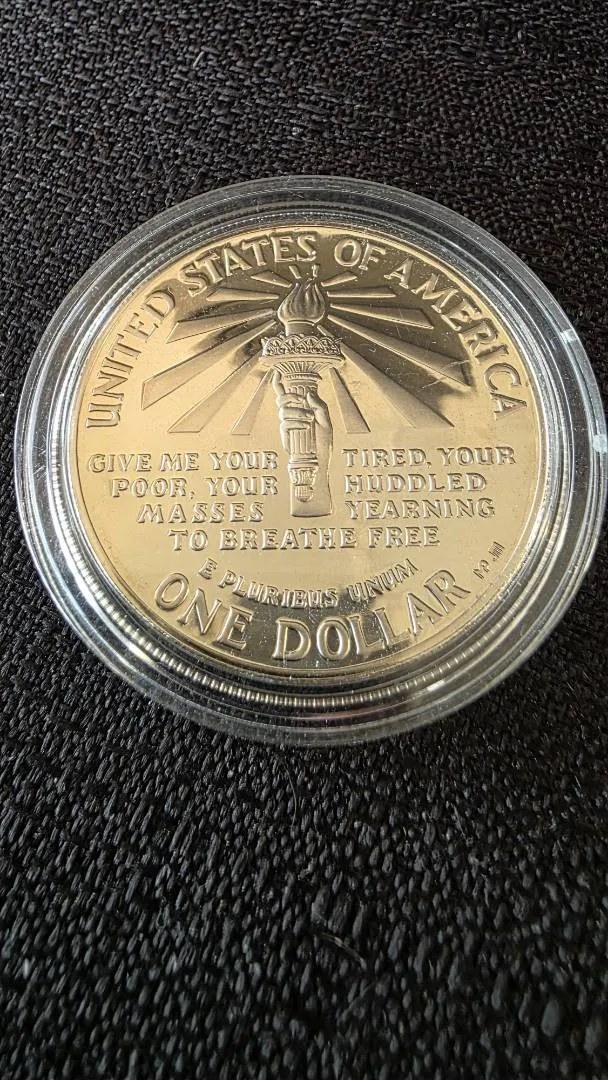 UNITED STATES OF AMERICA
GIVE ME YOUR TIRED, YOUR
POOR, YOUR HUDDLED
MASSES YEARNING
TO BREATHE FREE
E PLURIBUS UNUM
ONE DOLLAR